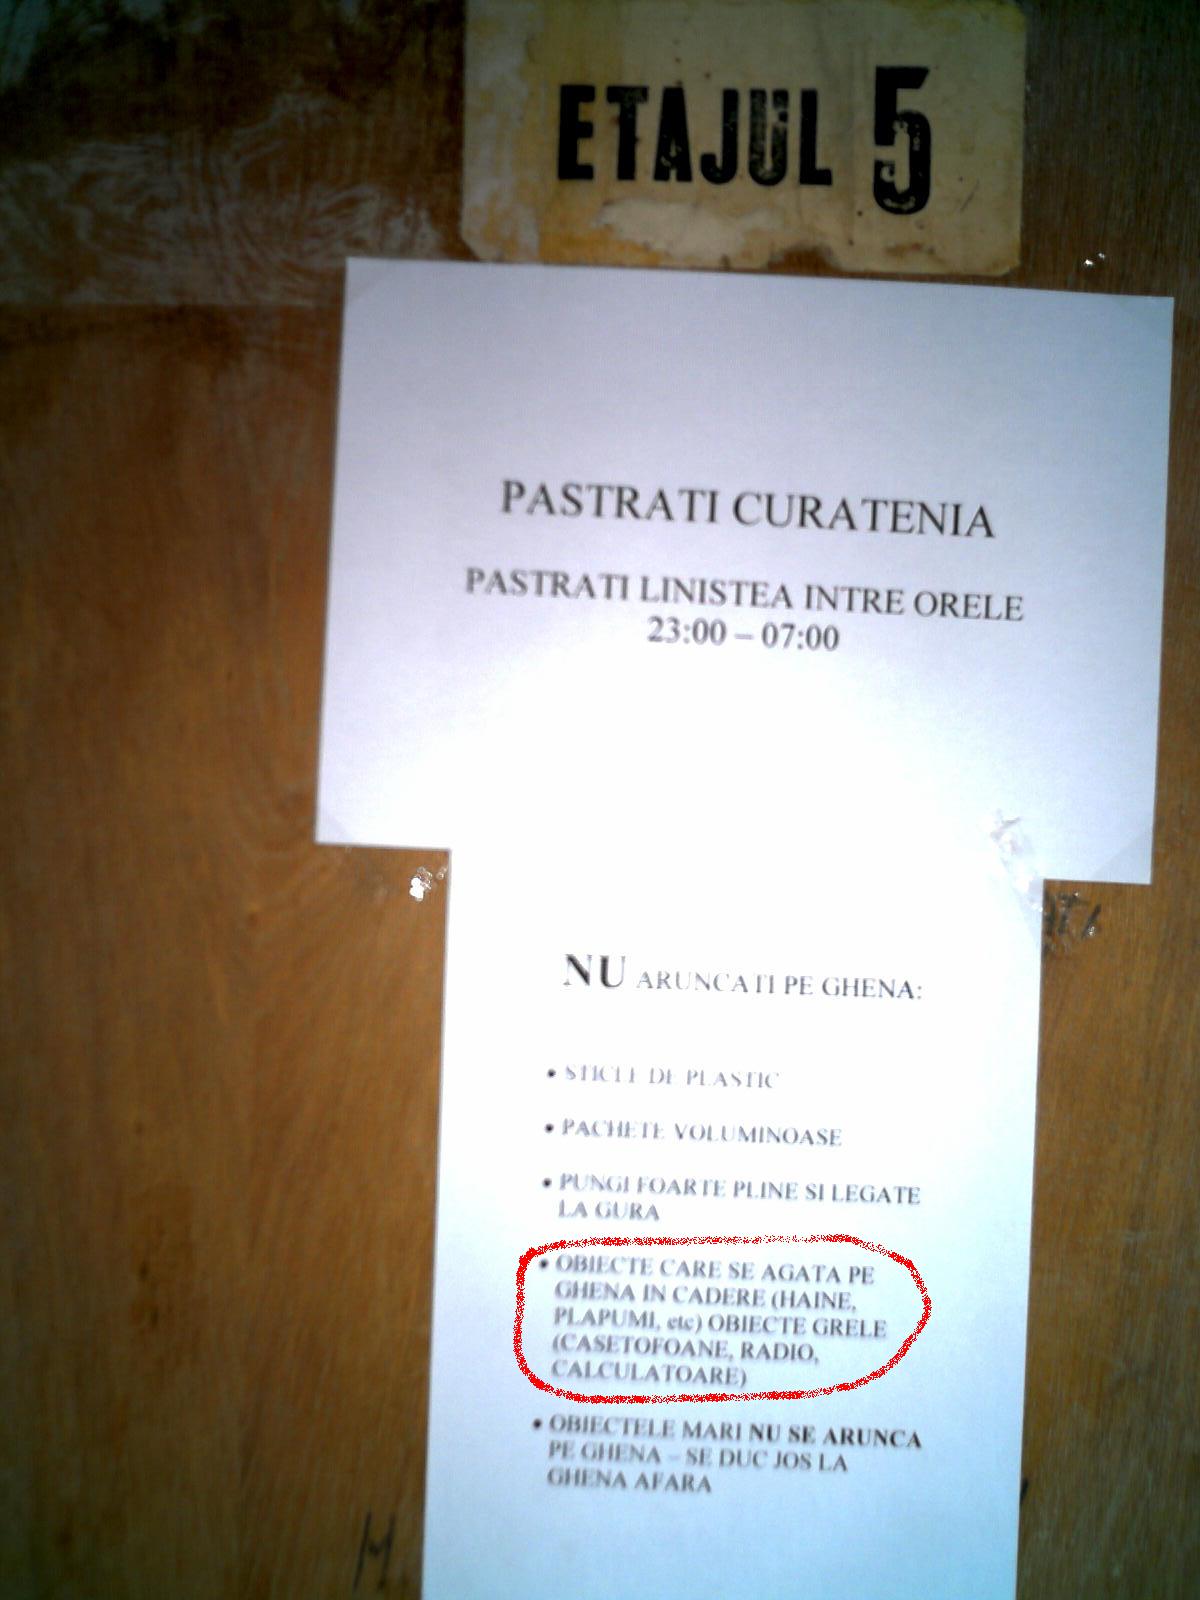 ETAJUL 5
PASTRATI CURATENIA
PASTRATI LINISTEA INTRE ORELE
23:00 – 07:00
NU ARUNCATI PE GHENA:
• STICLE DE PLASTIC
• PACHETE VOLUMINOASE
• PUNGI FOARTE PLINE SI LEGATE
LA GURA
• OBIECTE CARE SE AGATA PE
GHENA IN CADERE (HAINE,
PLAPUMI, etc) OBIECTE GRELE
(CASETOFOANE, RADIO,
CALCULATOARE)
• OBIECTELE MARI NU SE ARUNCA
PE GHENA – SE DUC JOS LA
GHENA AFARA